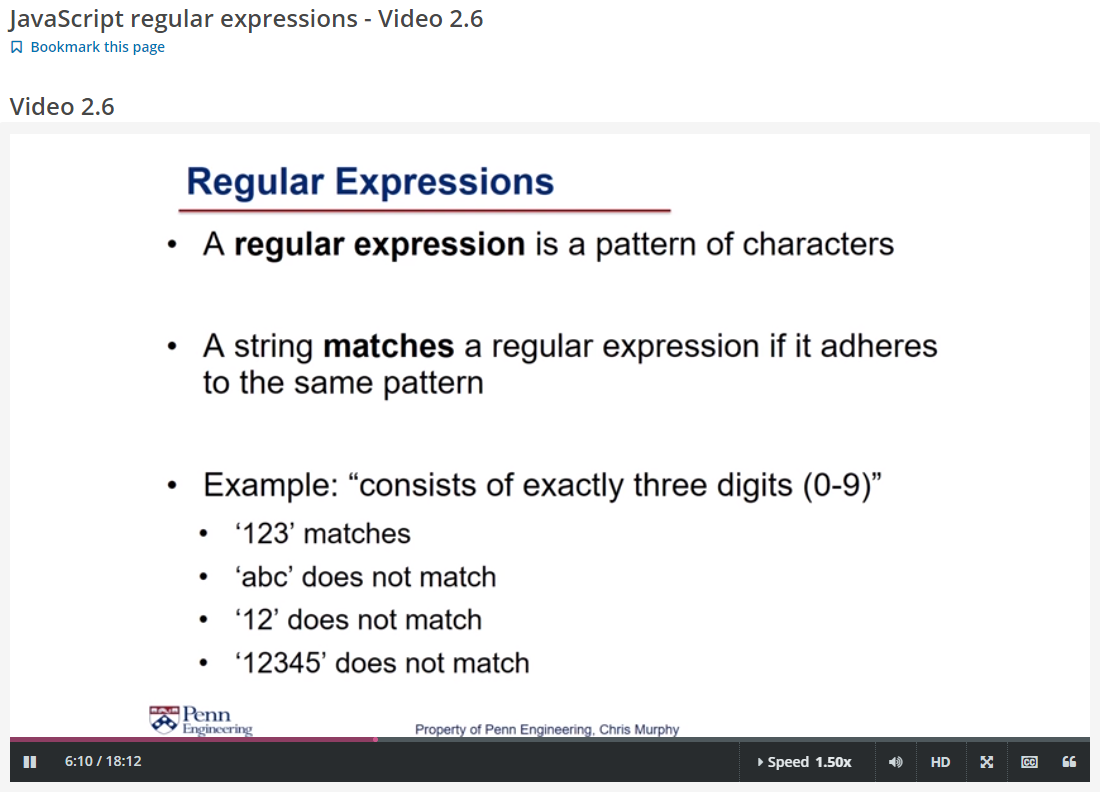 JavaScript regular expressions - Video 2.6
Bookmark this page
Video 2.6
Regular Expressions
• A regular expression is a pattern of characters
• A string matches a regular expression if it adheres
to the same pattern
• Example: “consists of exactly three digits (0-9)”
• ‘123’ matches
• ‘abc’ does not match
• ‘12’ does not match
• ‘12345’ does not match
Penn
Engineering
Property of Penn Engineering, Chris Murphy
6:10 / 18:12
Speed 1.50x
HD
CC